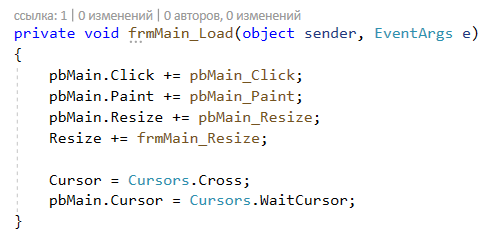 ссылка: 1 | 0 изменений | 0 авторов, 0 изменений
private void frmMain_Load(object sender, EventArgs e)
{
    pbMain.Click += pbMain_Click;
    pbMain.Paint += pbMain_Paint;
    pbMain.Resize += pbMain_Resize;
    Resize += frmMain_Resize;

    Cursor = Cursors.Cross;
    pbMain.Cursor = Cursors.WaitCursor;
}